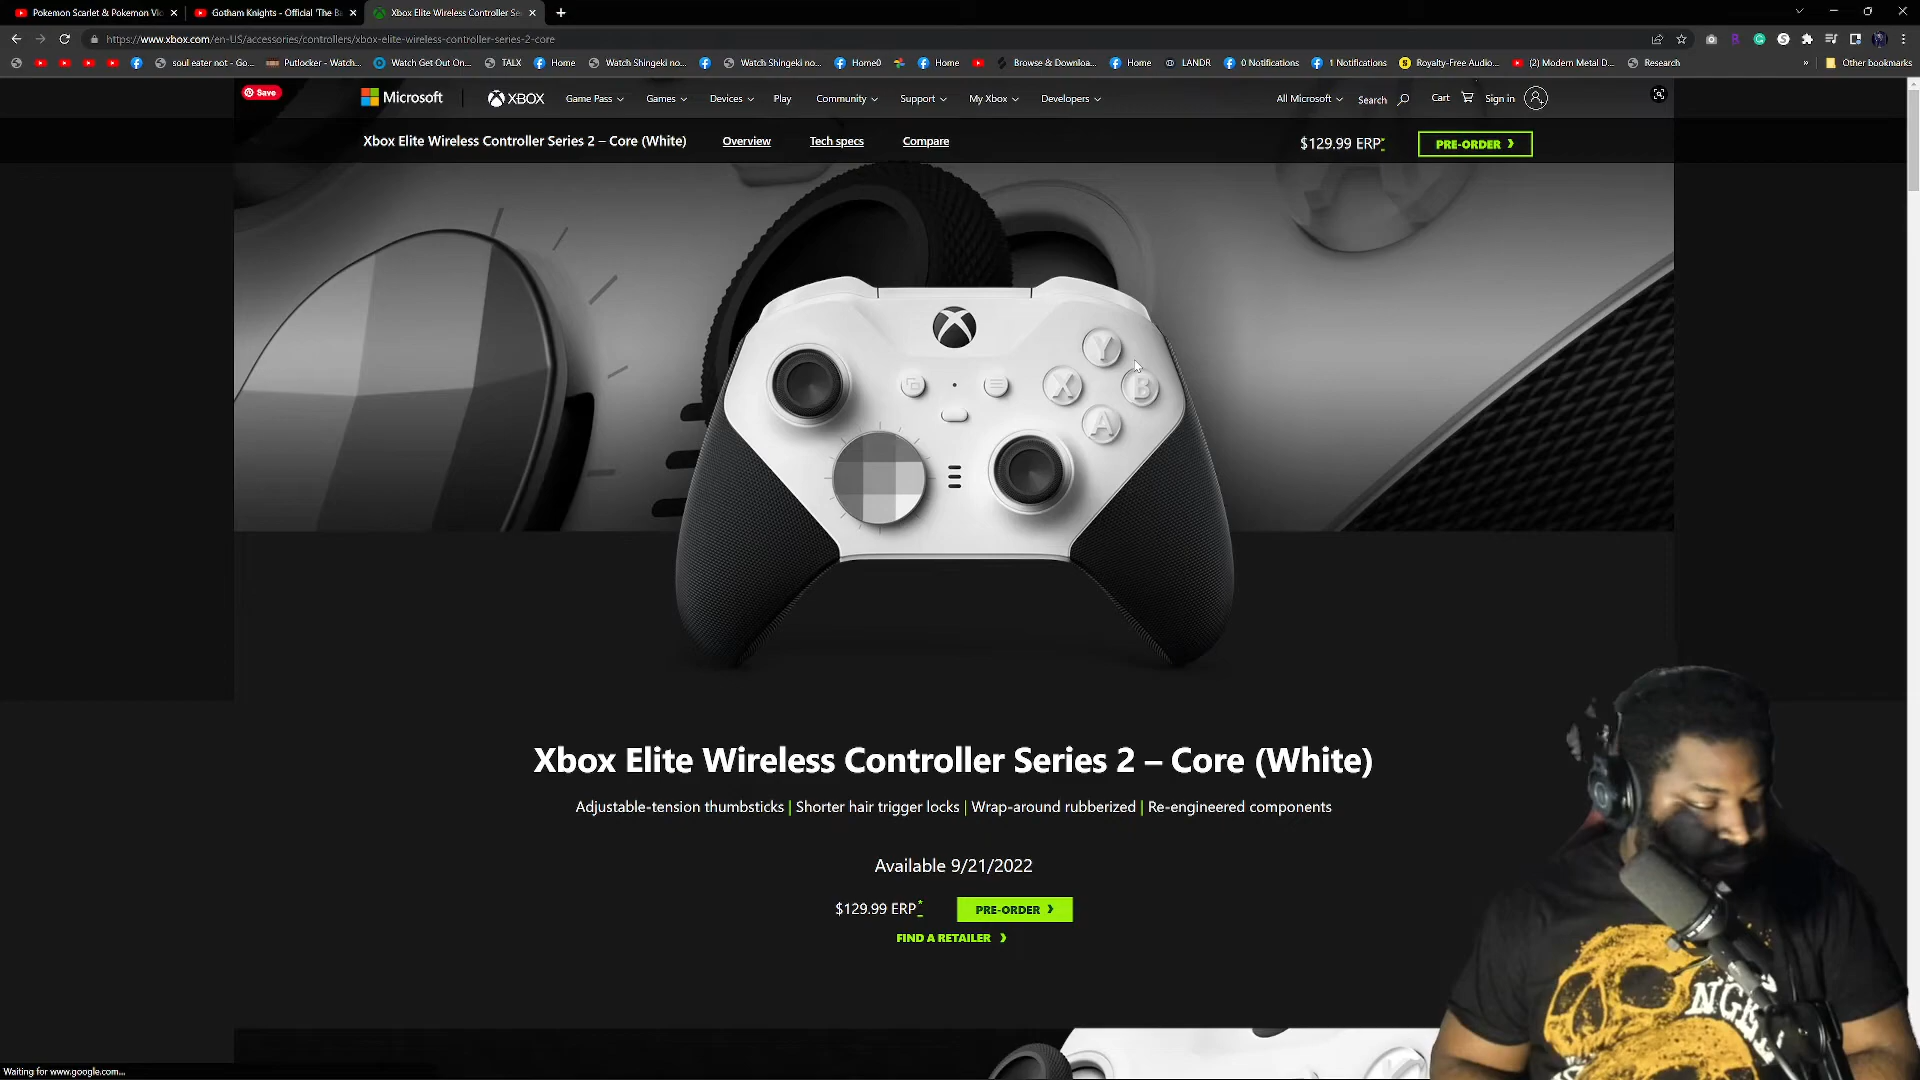 Pokemon Scarlet & Pokemon Vio
Gotham Knights - Official 'The Ba
Xbox Elite Wireless Controller Se
https://www.xbox.com/en-US/accessories/controllers/xbox-elite-wireless-controller-series-2-core
soul eater not - Go... Putlocker - Watch... Watch Get Out On... TALX Home Watch Shingeki no... Watch Shingeki no... Home0 Home Browse & Downloa... Home LANDR 0 Notifications 1 Notifications Royalty-Free Audio... (2) Modern Metal D... Research » Other bookmarks
Save Microsoft XBOX Game Pass Games Devices Play Community Support My Xbox Developers All Microsoft Search Cart Sign in
Xbox Elite Wireless Controller Series 2 – Core (White) Overview Tech specs Compare $129.99 ERP* PRE-ORDER
Y
X B
A
Xbox Elite Wireless Controller Series 2 – Core (White)
Adjustable-tension thumbsticks | Shorter hair trigger locks | Wrap-around rubberized | Re-engineered components
Available 9/21/2022
$129.99 ERP* PRE-ORDER
FIND A RETAILER
Waiting for www.google.com...